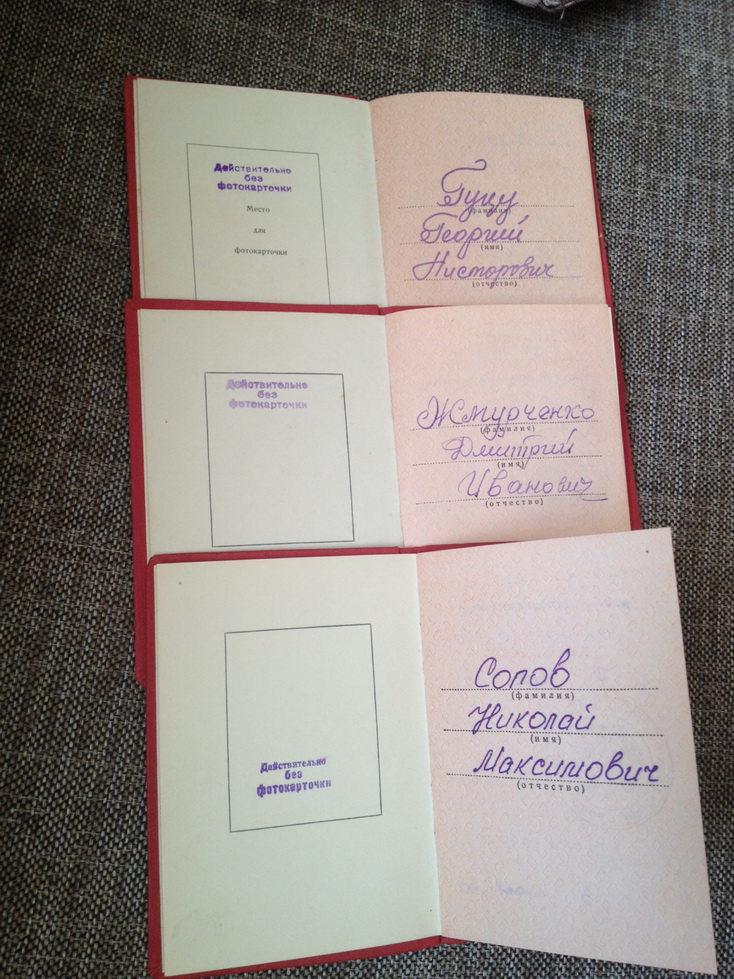 Действительно
без
фотокарточки
Место
для
фотокарточки
Гуцу
(фамилия)
Георгий
(имя)
Нисторович
(отчество)
Действительно
без
фотокарточки
Жмурченко
(фамилия)
Дмитрий
(имя)
Иванович
(отчество)
Действительно
без
фотокарточки
Сопов
(фамилия)
Николай
(имя)
Максимович
(отчество)